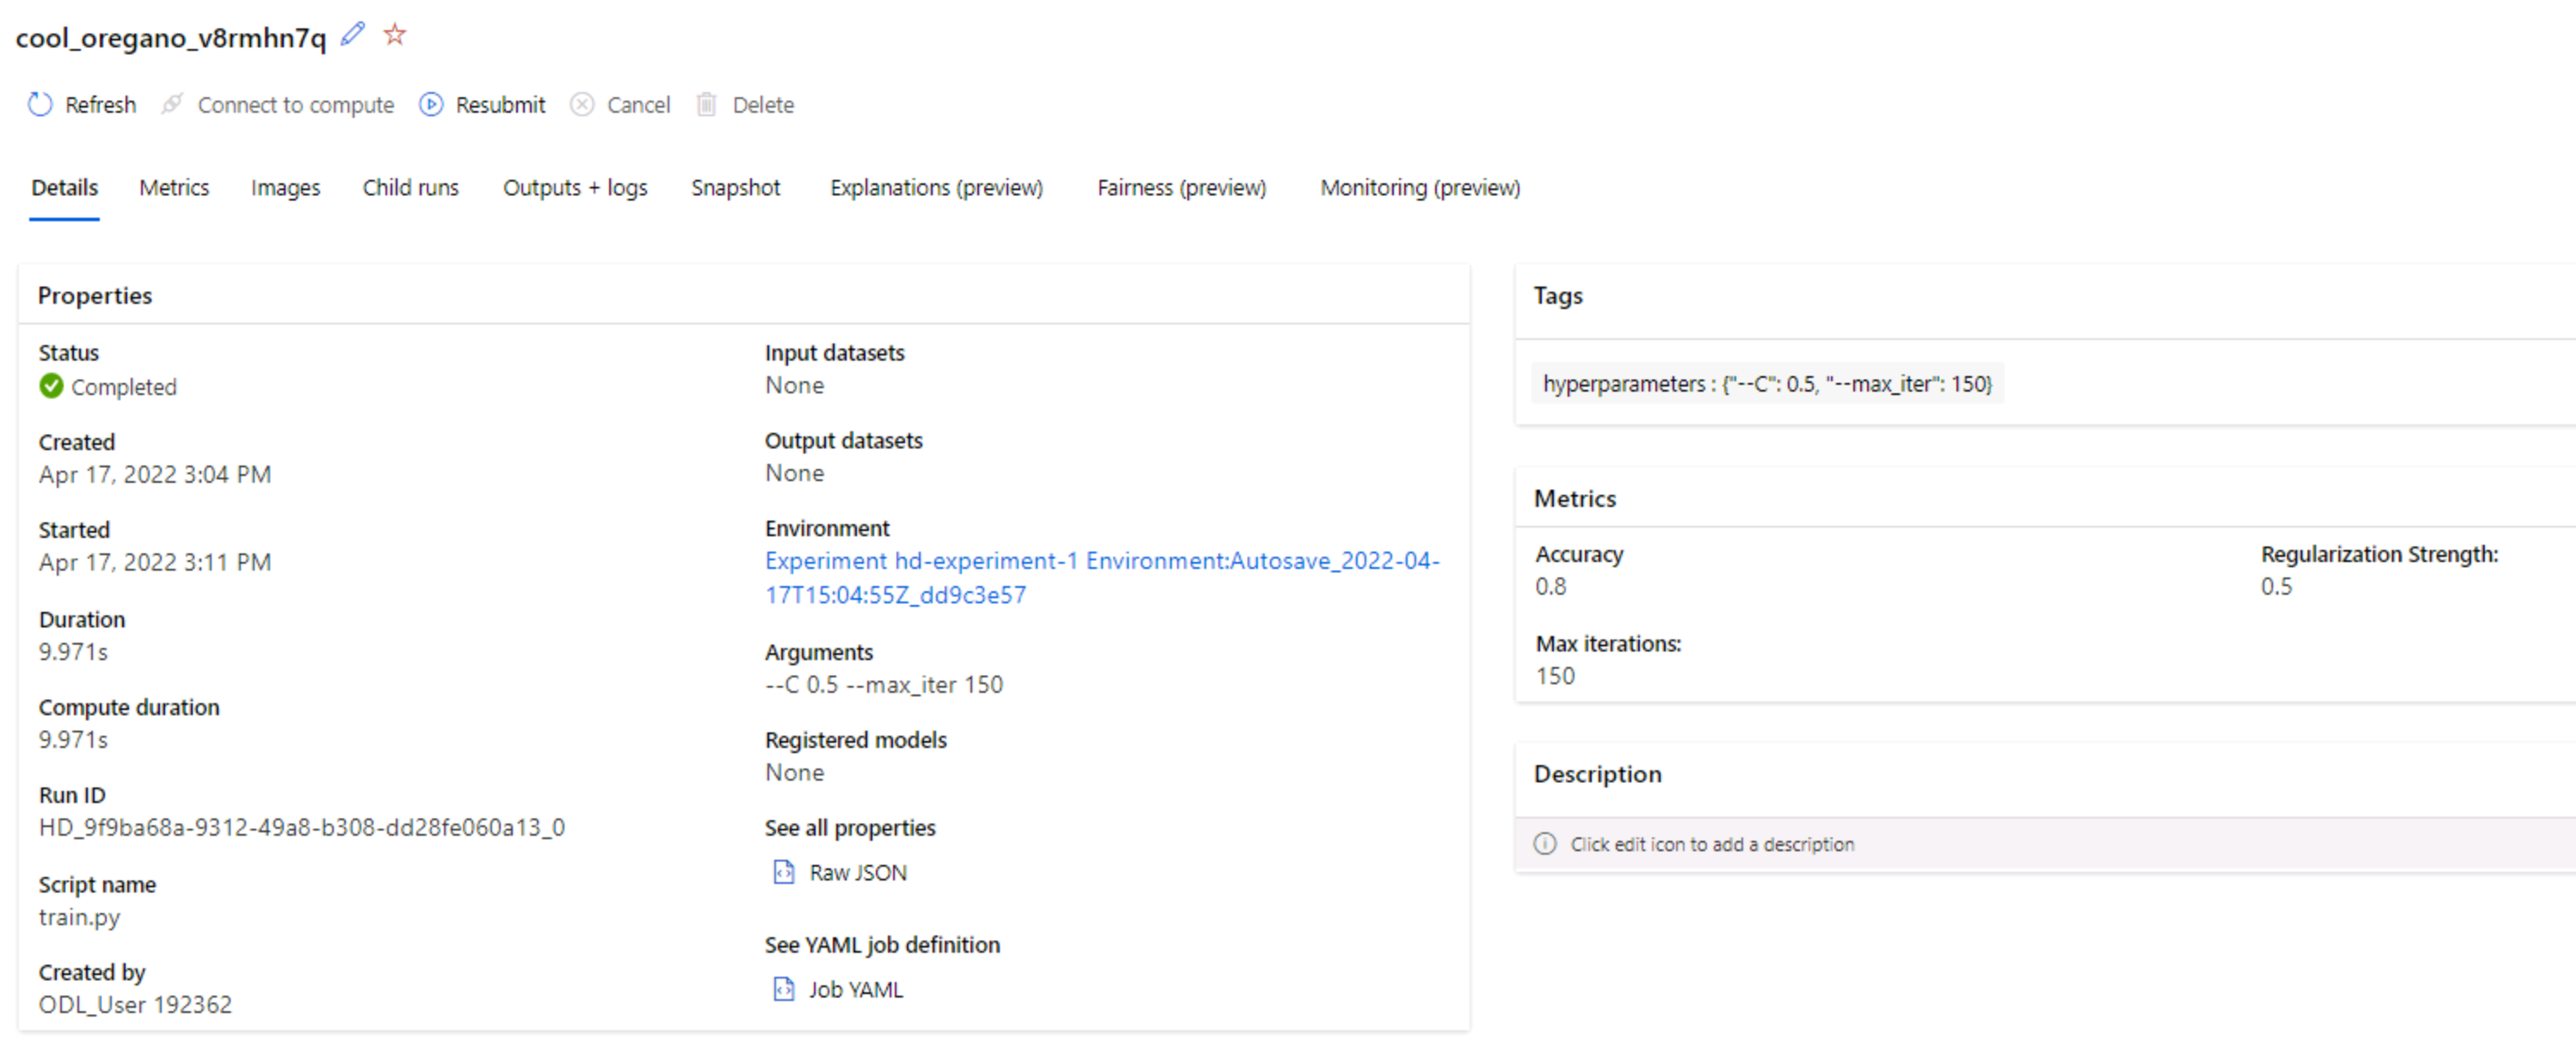 cool_oregano_v8rmhn7q
Refresh Connect to compute Resubmit Cancel Delete
Details Metrics Images Child runs Outputs + logs Snapshot Explanations (preview) Fairness (preview) Monitoring (preview)
Properties
Status
Completed
Created
Apr 17, 2022 3:04 PM
Started
Apr 17, 2022 3:11 PM
Duration
9.971s
Compute duration
9.971s
Run ID
HD_9f9ba68a-9312-49a8-b308-dd28fe060a13_0
Script name
train.py
Created by
ODL_User 192362
Input datasets
None
Output datasets
None
Environment
Experiment hd-experiment-1 Environment:Autosave_2022-04-
17T15:04:55Z_dd9c3e57
Arguments
--C 0.5 --max_iter 150
Registered models
None
See all properties
Raw JSON
See YAML job definition
Job YAML
Tags
hyperparameters : {"--C": 0.5, "--max_iter": 150}
Metrics
Accuracy
0.8
Regularization Strength:
0.5
Max iterations:
150
Description
Click edit icon to add a description